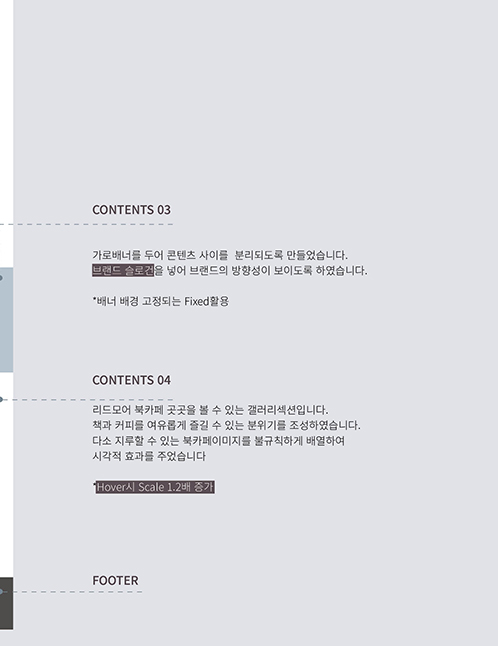 CONTENTS 03
가로배너를 두어 콘텐츠 사이를 분리되도록 만들었습니다.
브랜드 슬로건을 넣어 브랜드의 방향성이 보이도록 하였습니다.
*배너 배경 고정되는 Fixed활용
CONTENTS 04
리드모어 북카페 곳곳을 볼 수 있는 갤러리섹션입니다.
책과 커피를 여유롭게 즐길 수 있는 분위기를 조성하였습니다.
다소 지루할 수 있는 북카페이미지를 불규칙하게 배열하여
시각적 효과를 주었습니다
*Hover시 Scale 1.2배 증가
FOOTER